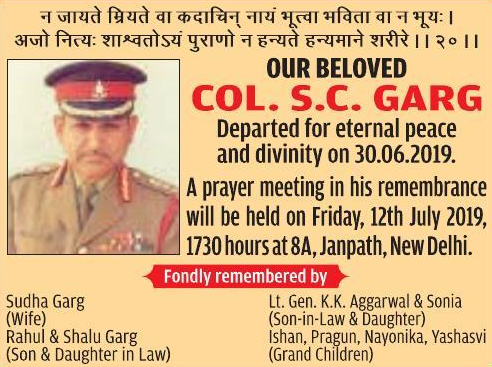 न जायते म्रियते वा कदाचिन् नायं भूत्वा भविता वा न भूयः।
अजो नित्यः शाश्वतोऽयं पुराणो न हन्यते हन्यमाने शरीरे।।२०।।
OUR BELOVED
COL. S.C. GARG
Departed for eternal peace
and divinity on 30.06.2019.
A prayer meeting in his remembrance
will be held on Friday, 12th July 2019,
1730 hours at 8A, Janpath, New Delhi.
Fondly remembered by
Sudha Garg
(Wife)
Rahul & Shalu Garg
(Son & Daughter in Law)
Lt. Gen. K.K. Aggarwal & Sonia
(Son-in-Law & Daughter)
Ishan, Pragun, Nayonika, Yashasvi
(Grand Children)